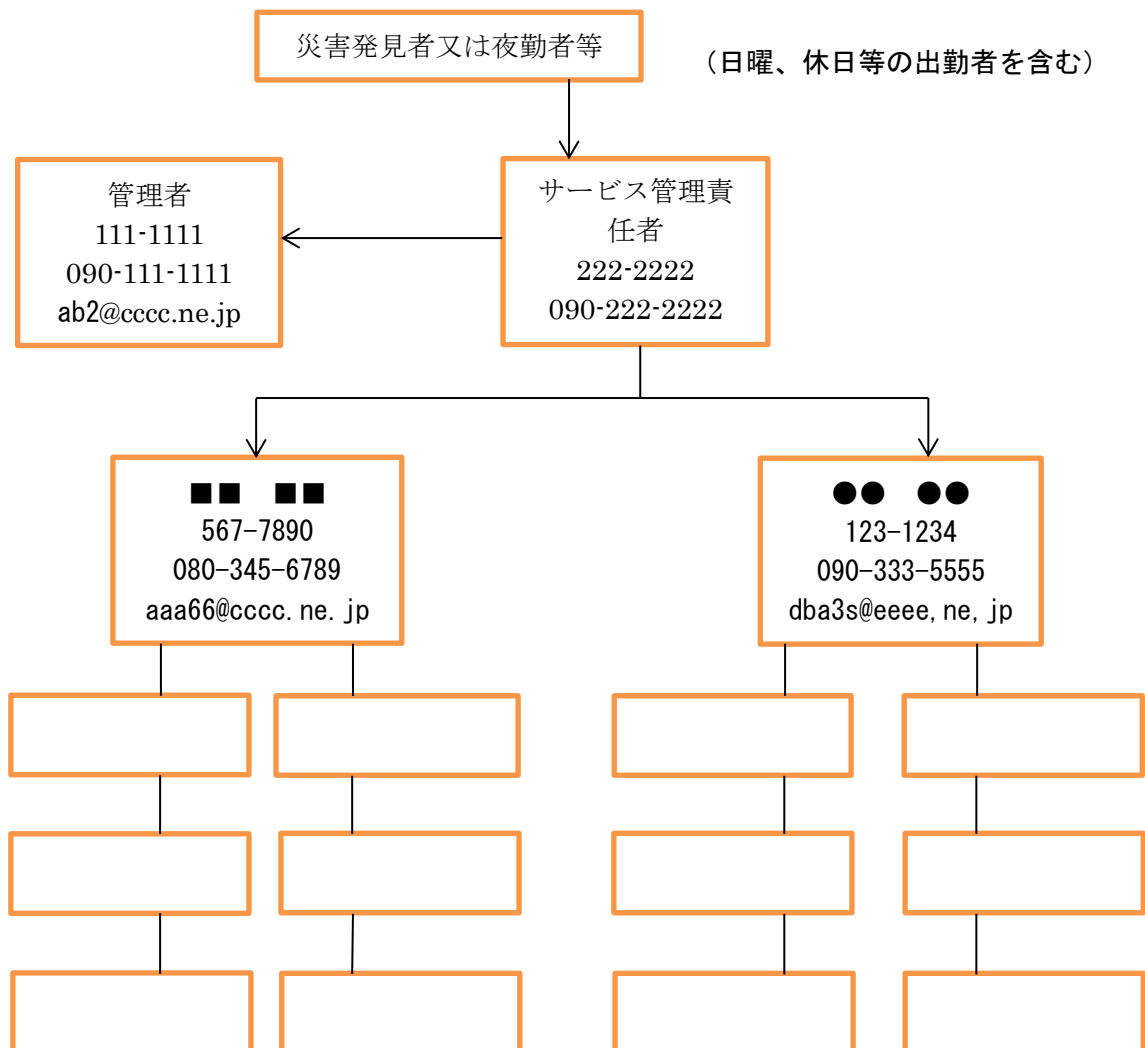 災害発見者又は夜勤者等
（日曜、休日等の出勤者を含む）
管理者
111-1111
090-111-1111
ab2@cccc.ne.jp
サービス管理責
任者
222-2222
090-222-2222
■■　■■
567-7890
080-345-6789
aaa66@cccc.ne.jp
●●　●●
123-1234
090-333-5555
dba3s@eeee,ne,jp